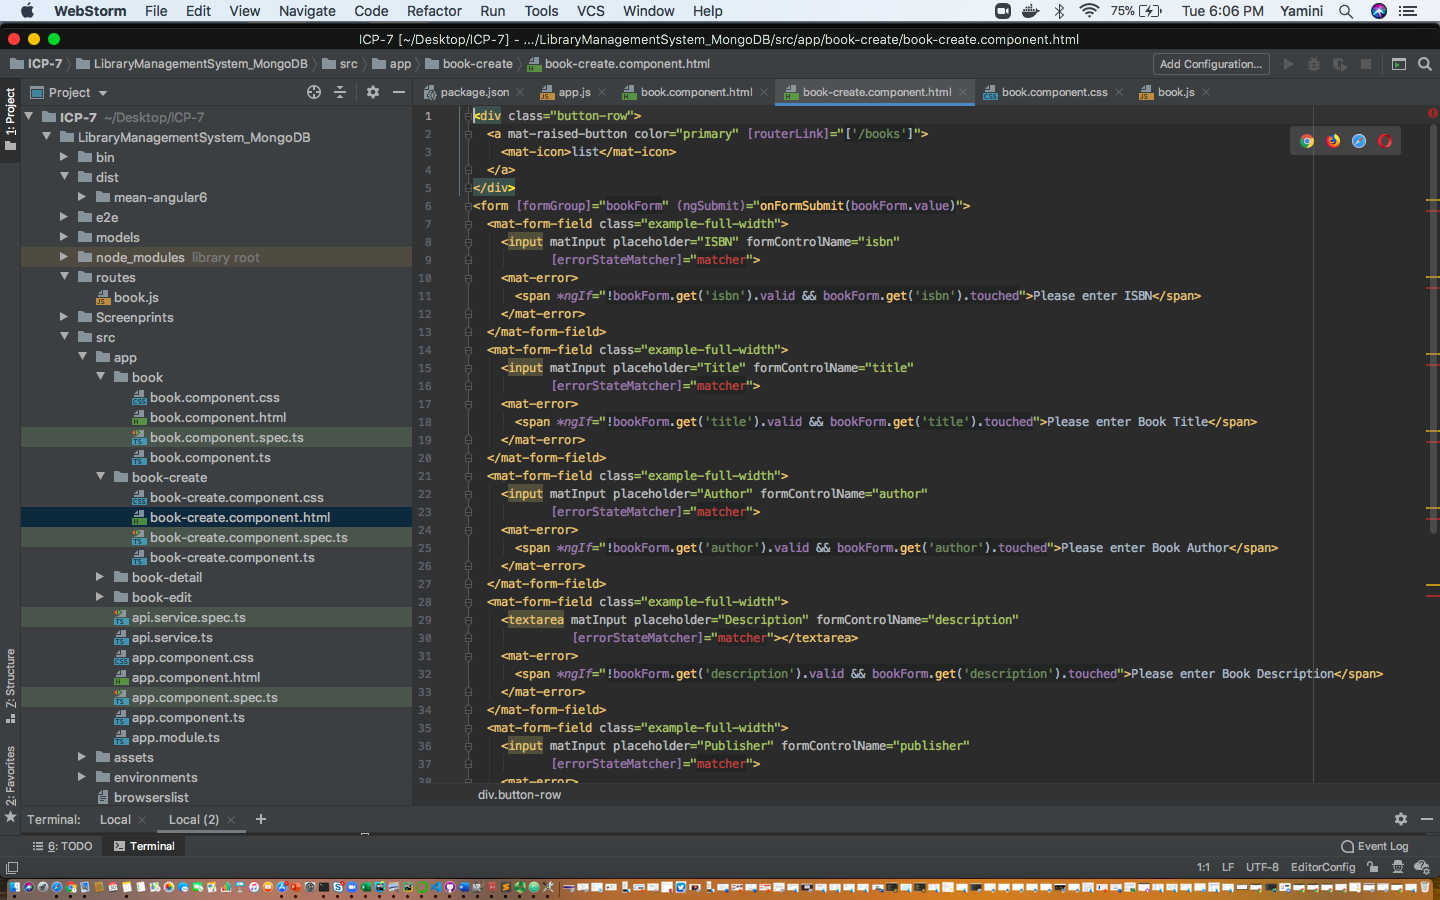 WebStorm File Edit View Navigate Code Refactor Run Tools VCS Window Help 75% Tue 6:06 PM Yamini
ICP-7 [~/Desktop/ICP-7] - .../LibraryManagementSystem_MongoDB/src/app/book-create/book-create.component.html
ICP-7 LibraryManagementSystem_MongoDB src app book-create book-create.component.html Add Configuration...
Project package.json app.js book.component.html book-create.component.html book.component.css book.js
1: Project
Z: Structure
2: Favorites
ICP-7 ~/Desktop/ICP-7
LibraryManagementSystem_MongoDB
bin
dist
mean-angular6
e2e
models
node_modules library root
routes
book.js
Screenprints
src
app
book
book.component.css
book.component.html
book.component.spec.ts
book.component.ts
book-create
book-create.component.css
book-create.component.html
book-create.component.spec.ts
book-create.component.ts
book-detail
book-edit
api.service.spec.ts
api.service.ts
app.component.css
app.component.html
app.component.spec.ts
app.component.ts
app.module.ts
assets
environments
browserslist
1 <div class="button-row">
2 <a mat-raised-button color="primary" [routerLink]="['/books']">
3 <mat-icon>list</mat-icon>
4 </a>
5 </div>
6 <form [formGroup]="bookForm" (ngSubmit)="onFormSubmit(bookForm.value)">
7 <mat-form-field class="example-full-width">
8 <input matInput placeholder="ISBN" formControlName="isbn"
9 [errorStateMatcher]="matcher">
10 <mat-error>
11 <span *ngIf="!bookForm.get('isbn').valid && bookForm.get('isbn').touched">Please enter ISBN</span>
12 </mat-error>
13 </mat-form-field>
14 <mat-form-field class="example-full-width">
15 <input matInput placeholder="Title" formControlName="title"
16 [errorStateMatcher]="matcher">
17 <mat-error>
18 <span *ngIf="!bookForm.get('title').valid && bookForm.get('title').touched">Please enter Book Title</span>
19 </mat-error>
20 </mat-form-field>
21 <mat-form-field class="example-full-width">
22 <input matInput placeholder="Author" formControlName="author"
23 [errorStateMatcher]="matcher">
24 <mat-error>
25 <span *ngIf="!bookForm.get('author').valid && bookForm.get('author').touched">Please enter Book Author</span>
26 </mat-error>
27 </mat-form-field>
28 <mat-form-field class="example-full-width">
29 <textarea matInput placeholder="Description" formControlName="description"
30 [errorStateMatcher]="matcher"></textarea>
31 <mat-error>
32 <span *ngIf="!bookForm.get('description').valid && bookForm.get('description').touched">Please enter Book Description</span>
33 </mat-error>
34 </mat-form-field>
35 <mat-form-field class="example-full-width">
36 <input matInput placeholder="Publisher" formControlName="publisher"
37 [errorStateMatcher]="matcher">
38 <mat-error>
div.button-row
Terminal: Local Local (2)
6: TODO Terminal Event Log
1:1 LF UTF-8 EditorConfig